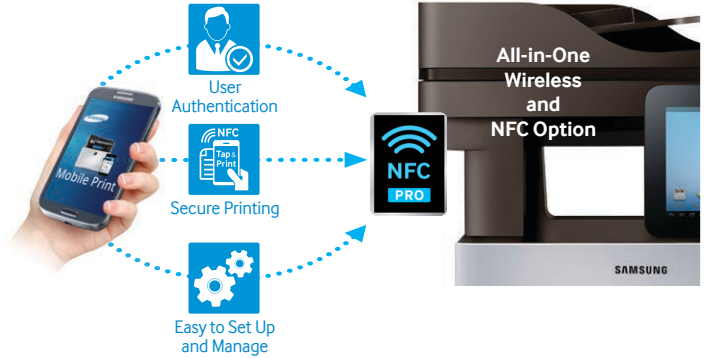 SAMSUNG
SAMSUNG
Mobile Print
User
Authentication
NFC
Tap &
Print
Secure Printing
Easy to Set Up
and Manage
NFC
PRO
All-in-One
Wireless
and
NFC Option
SAMSUNG